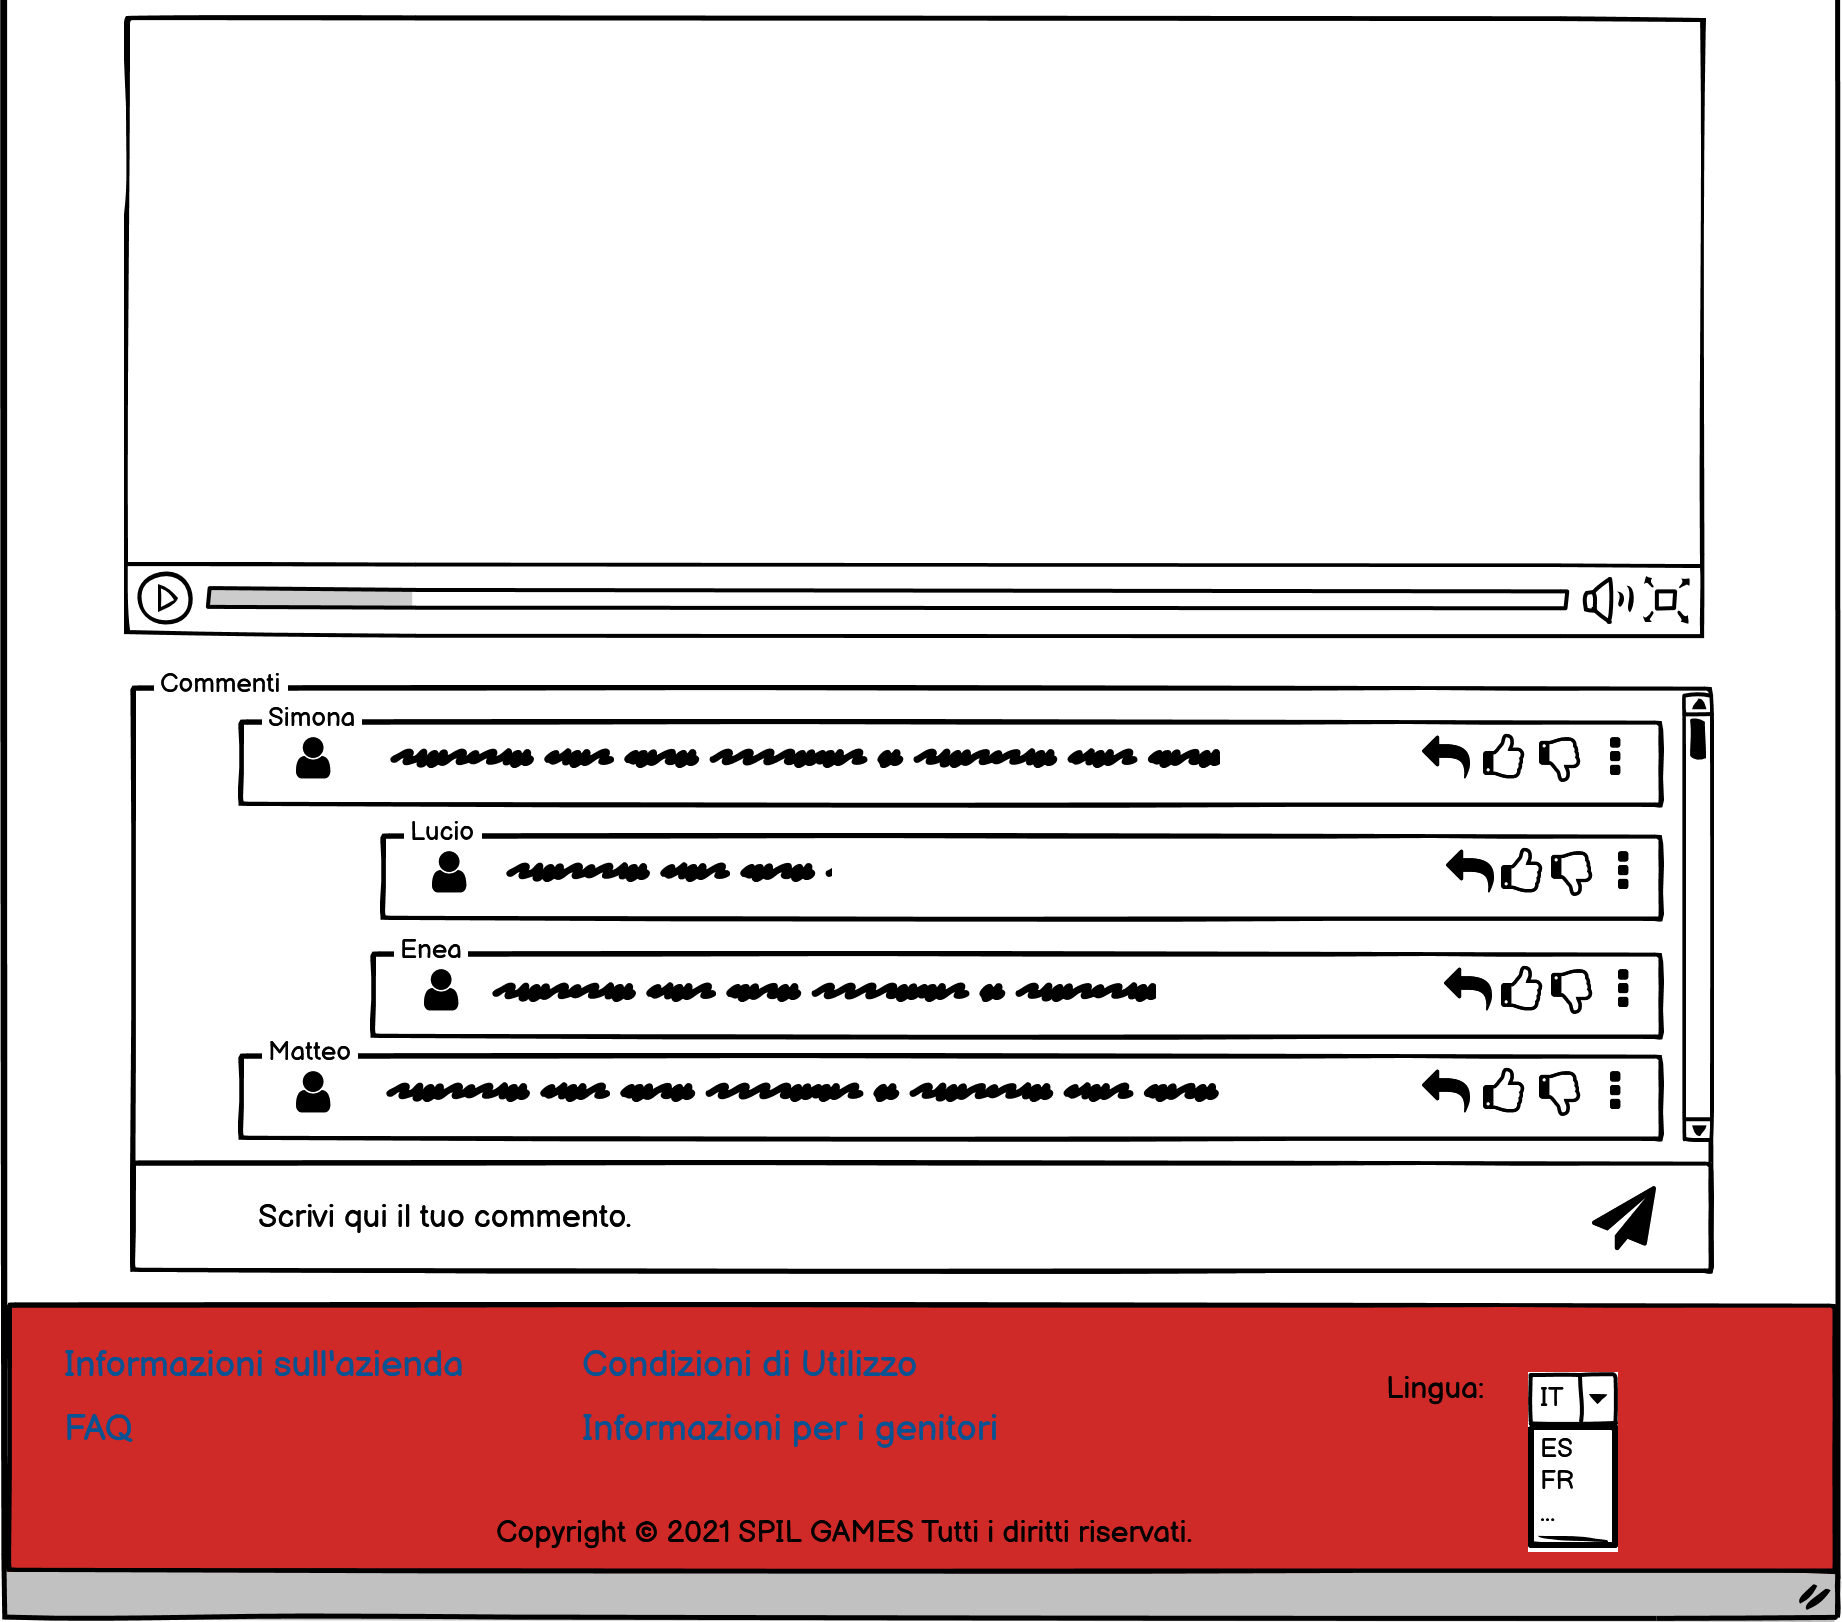 Commenti
Simona
Lucio
Enea
Matteo
Scrivi qui il tuo commento.
Informazioni sull'azienda
Condizioni di Utilizzo
Lingua:
IT
FAQ
Informazioni per i genitori
ES
FR
...
Copyright © 2021 SPIL GAMES Tutti i diritti riservati.